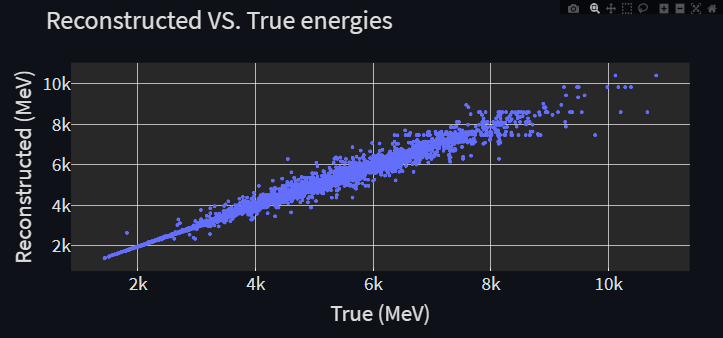 Reconstructed VS. True energies
Reconstructed (MeV)
10k
8k
6k
4k
2k
2k
4k
6k
8k
10k
True (MeV)